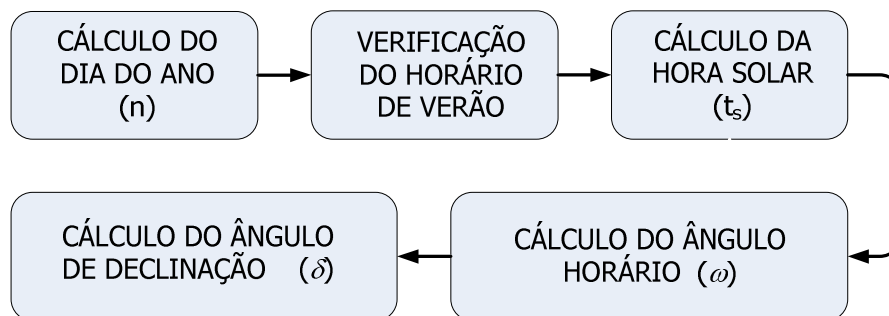 CÁLCULO DO
DIA DO ANO
(n)
VERIFICAÇÃO
DO HORÁRIO
DE VERÃO
CÁLCULO DA
HORA SOLAR
(ts)
CÁLCULO DO ÂNGULO
HORÁRIO (ω)
CÁLCULO DO ÂNGULO
DE DECLINAÇÃO (δ)